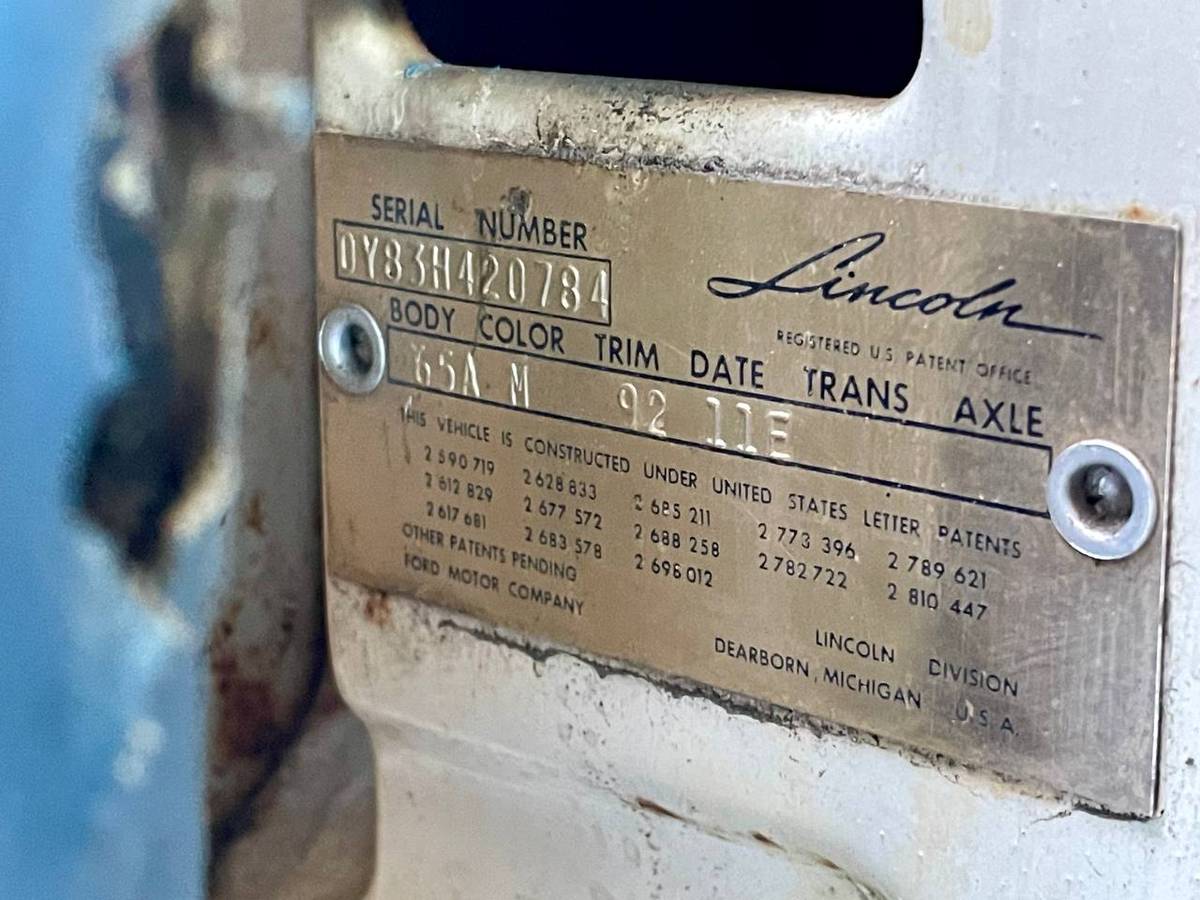 SERIAL NUMBER
0Y83H420784
Lincoln
REGISTERED U.S. PATENT OFFICE
BODY COLOR TRIM DATE TRANS AXLE
65A M 92 11E
THIS VEHICLE IS CONSTRUCTED UNDER UNITED STATES LETTER PATENTS
2 590 719 2 628 833 2 685 211 2 773 396 2 789 621
2 612 829 2 677 572 2 688 258 2 782 722 2 810 447
2 617 681 2 683 578 2 696 012
OTHER PATENTS PENDING
FORD MOTOR COMPANY
LINCOLN DIVISION
DEARBORN, MICHIGAN U.S.A.